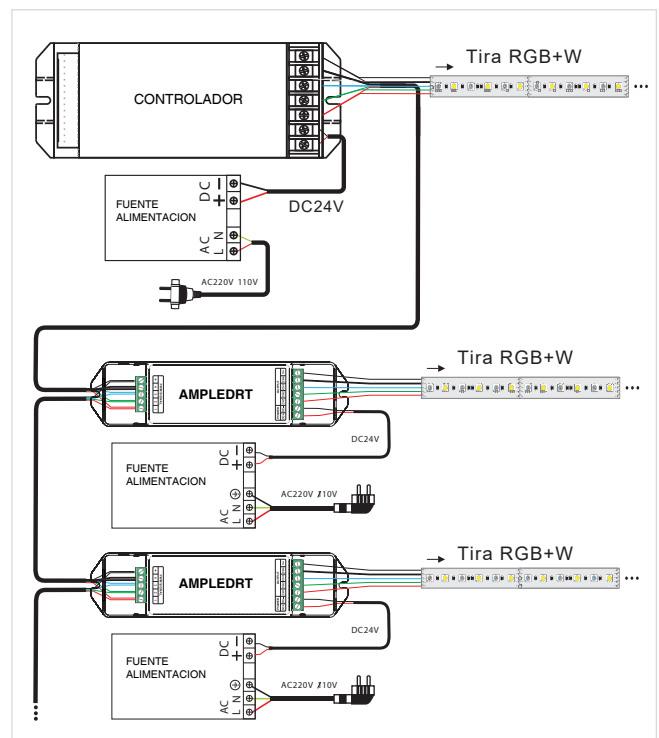 Tira RGB+W
CONTROLADOR
FUENTE
ALIMENTACION
DC
AC
L N
DC24V
AC220V 110V
Tira RGB+W
AMPLEDRT
DC24V
FUENTE
ALIMENTACION
DC
AC
L N
AC220V 110V
Tira RGB+W
AMPLEDRT
DC24V
FUENTE
ALIMENTACION
DC
AC
L N
AC220V 110V